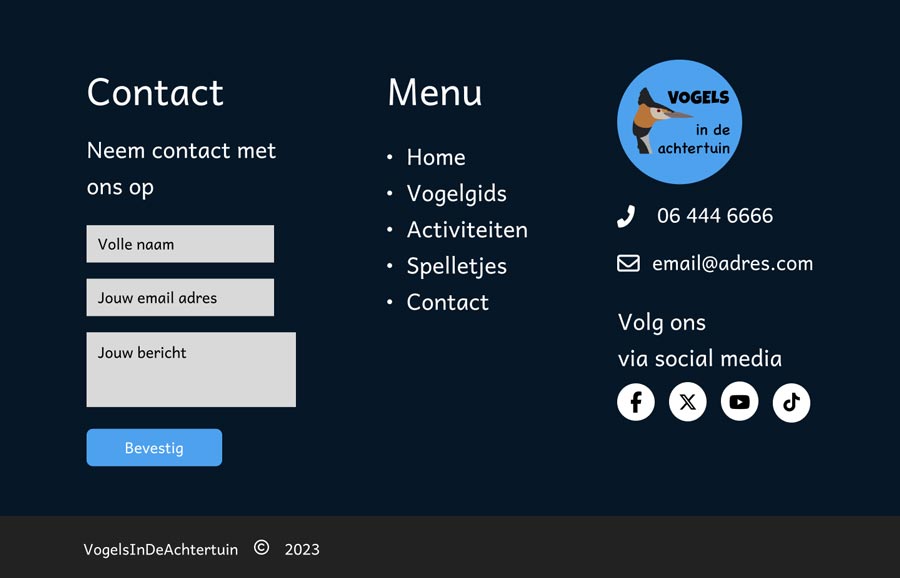 Contact
Neem contact met
ons op
Volle naam
Jouw email adres
Jouw bericht
Bevestig
Menu
• Home
• Vogelgids
• Activiteiten
• Spelletjes
• Contact
VOGELS
in de
achtertuin
06 444 6666
email@adres.com
Volg ons
via social media
VogelsInDeAchtertuin © 2023